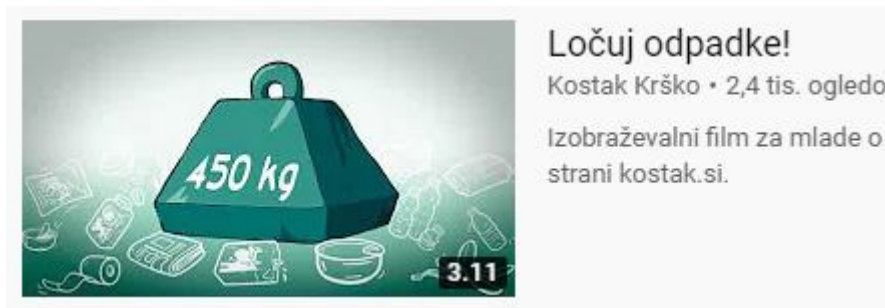 450 kg
3.11
Ločuj odpadke!
Kostak Krško • 2,4 tis. ogledo
Izobraževalni film za mlade o
strani kostak.si.